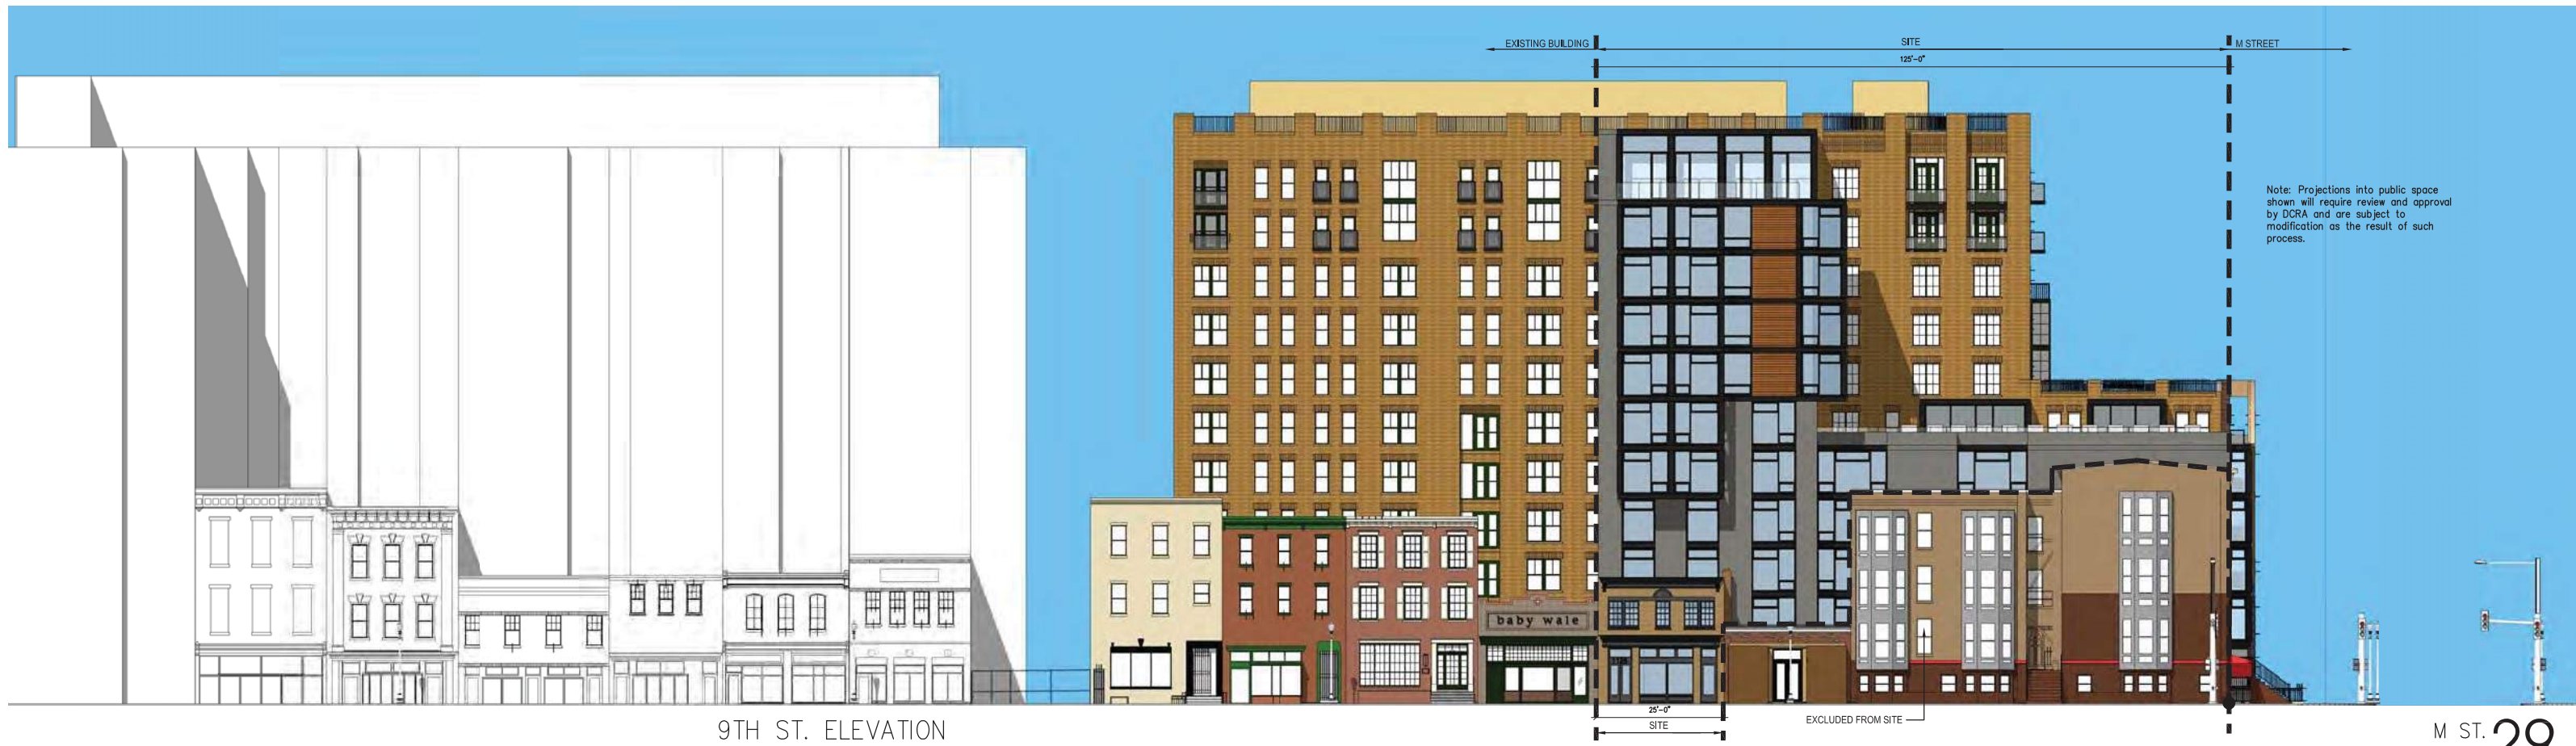 EXISTING BUILDING
SITE
M STREET
125'-0"
Note: Projections into public space
shown will require review and approval
by DCRA and are subject to
modification as the result of such
process.
baby wale
25'-0"
SITE
EXCLUDED FROM SITE
9TH ST. ELEVATION
M ST. 29